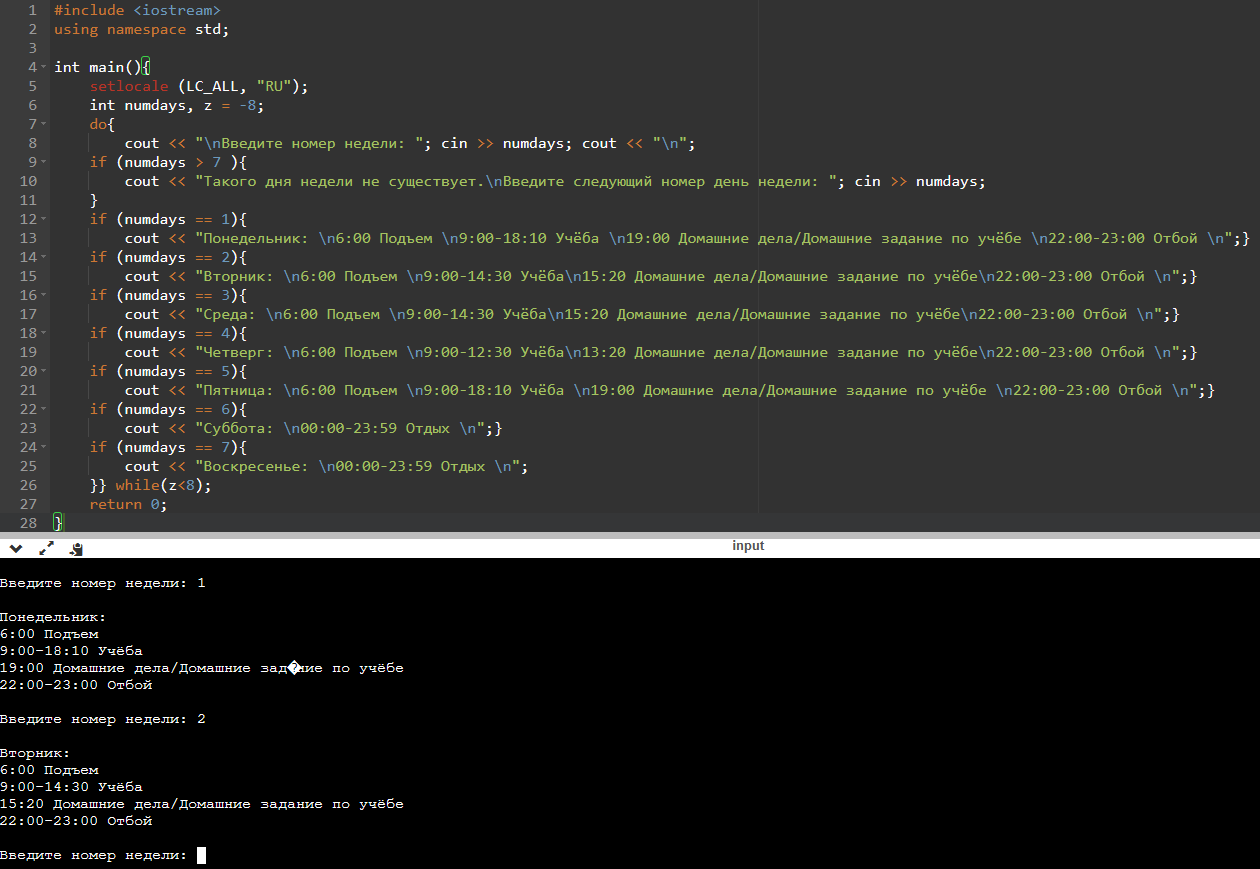 1 #include <iostream>
2 using namespace std;
3
4 int main(){
5 setlocale (LC_ALL, "RU");
6 int numdays, z = -8;
7 do{
8 cout << "\nВведите номер недели: "; cin >> numdays; cout << "\n";
9 if (numdays > 7 ){
10 cout << "Такого дня недели не существует.\nВведите следующий номер день недели: "; cin >> numdays;
11 }
12 if (numdays == 1){
13 cout << "Понедельник: \n6:00 Подъем \n9:00-18:10 Учёба \n19:00 Домашние дела/Домашние задание по учёбе \n22:00-23:00 Отбой \n";}
14 if (numdays == 2){
15 cout << "Вторник: \n6:00 Подъем \n9:00-14:30 Учёба\n15:20 Домашние дела/Домашние задание по учёбе\n22:00-23:00 Отбой \n";}
16 if (numdays == 3){
17 cout << "Среда: \n6:00 Подъем \n9:00-14:30 Учёба\n15:20 Домашние дела/Домашние задание по учёбе\n22:00-23:00 Отбой \n";}
18 if (numdays == 4){
19 cout << "Четверг: \n6:00 Подъем \n9:00-12:30 Учёба\n13:20 Домашние дела/Домашние задание по учёбе\n22:00-23:00 Отбой \n";}
20 if (numdays == 5){
21 cout << "Пятница: \n6:00 Подъем \n9:00-18:10 Учёба \n19:00 Домашние дела/Домашние задание по учёбе \n22:00-23:00 Отбой \n";}
22 if (numdays == 6){
23 cout << "Суббота: \n00:00-23:59 Отдых \n";}
24 if (numdays == 7){
25 cout << "Воскресенье: \n00:00-23:59 Отдых \n";
26 }} while(z<8);
27 return 0;
28 }
input
Введите номер недели: 1
Понедельник:
6:00 Подъем
9:00-18:10 Учёба
19:00 Домашние дела/Домашние зад�ние по учёбе
22:00-23:00 Отбой
Введите номер недели: 2
Вторник:
6:00 Подъем
9:00-14:30 Учёба
15:20 Домашние дела/Домашние задание по учёбе
22:00-23:00 Отбой
Введите номер недели: